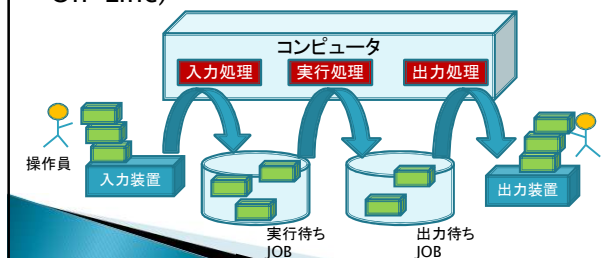 On-Line)
コンピュータ
入力処理 実行処理 出力処理
操作員
入力装置
出力装置
実行待ち
JOB
出力待ち
JOB